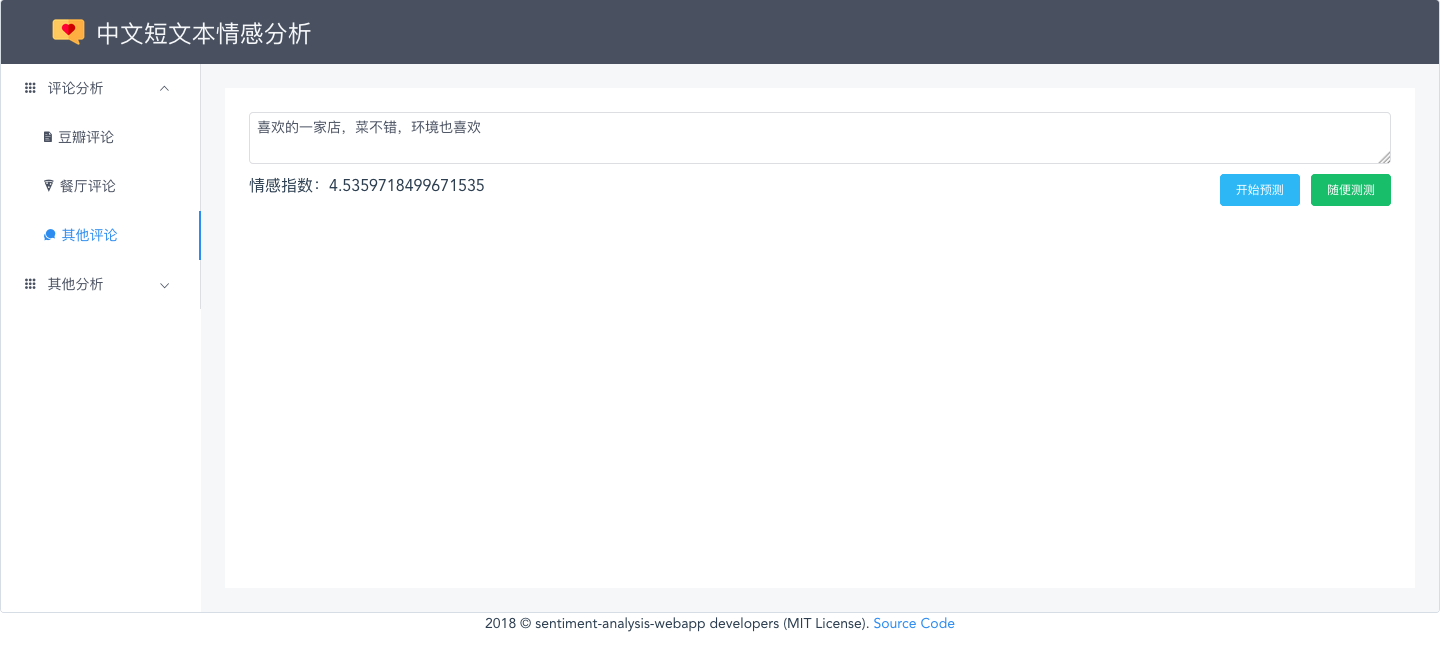 中文短文本情感分析
评论分析
豆瓣评论
餐厅评论
其他评论
其他分析
喜欢的一家店，菜不错，环境也喜欢
情感指数：4.5359718499671535
开始预测 随便测测
2018 © sentiment-analysis-webapp developers (MIT License). Source Code